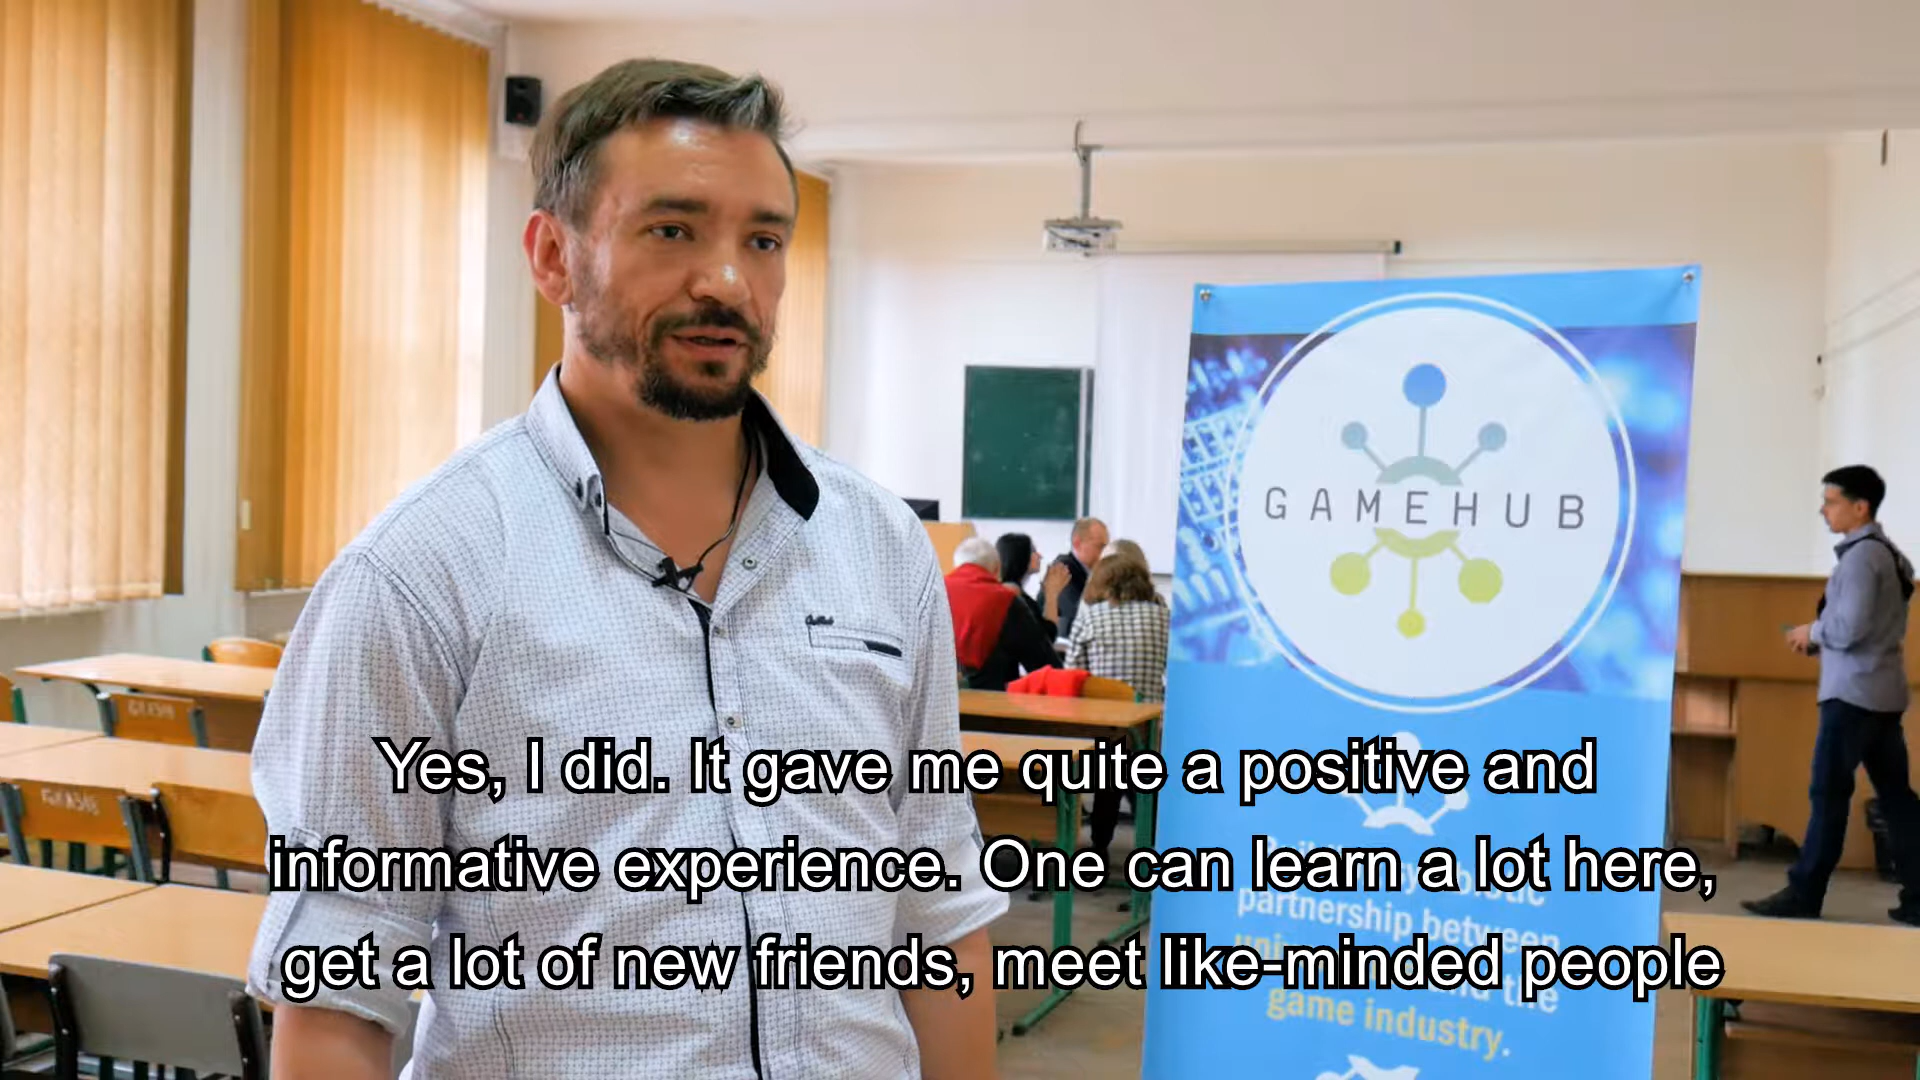 GAMEHUB
Yes, I did. It gave me quite a positive and
informative experience. One can learn a lot here,
get a lot of new friends, meet like-minded people
partnership between
the
game industry.